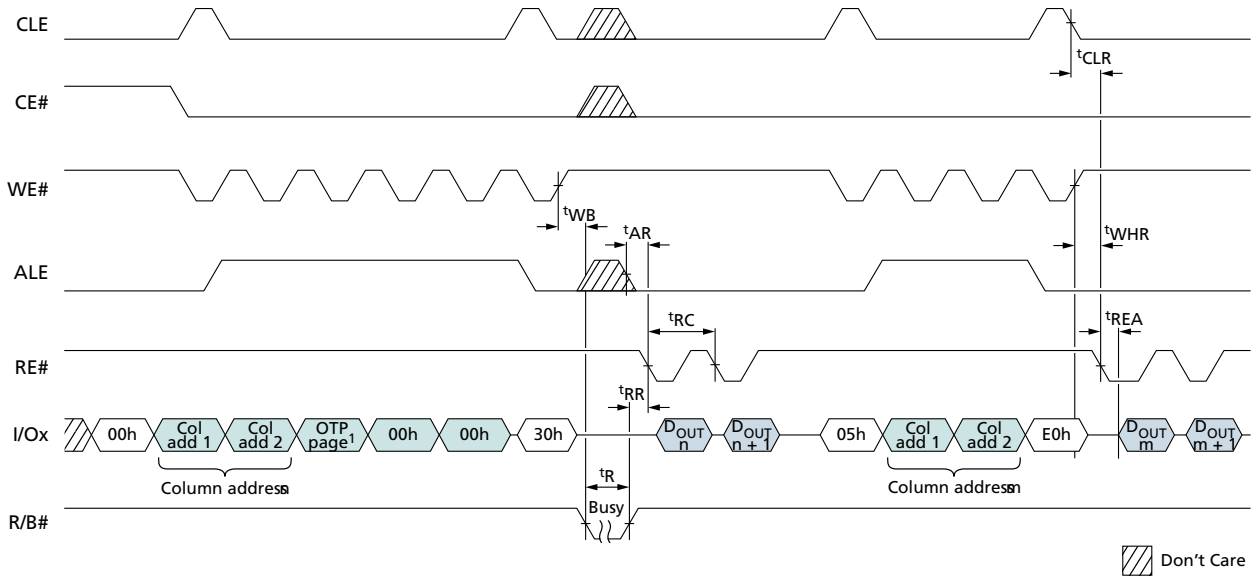 CLE
tCLR
CE#
WE#
tWB
tAR
tWHR
ALE
tRC
tREA
RE#
tRR
I/Ox
00h
Col add 1
Col add 2
OTP page1
00h
00h
30h
DOUT n
DOUT n + 1
05h
Col add 1
Col add 2
E0h
DOUT m
DOUT m + 1
Column address n
tR
Column address m
R/B#
Busy
Don't Care